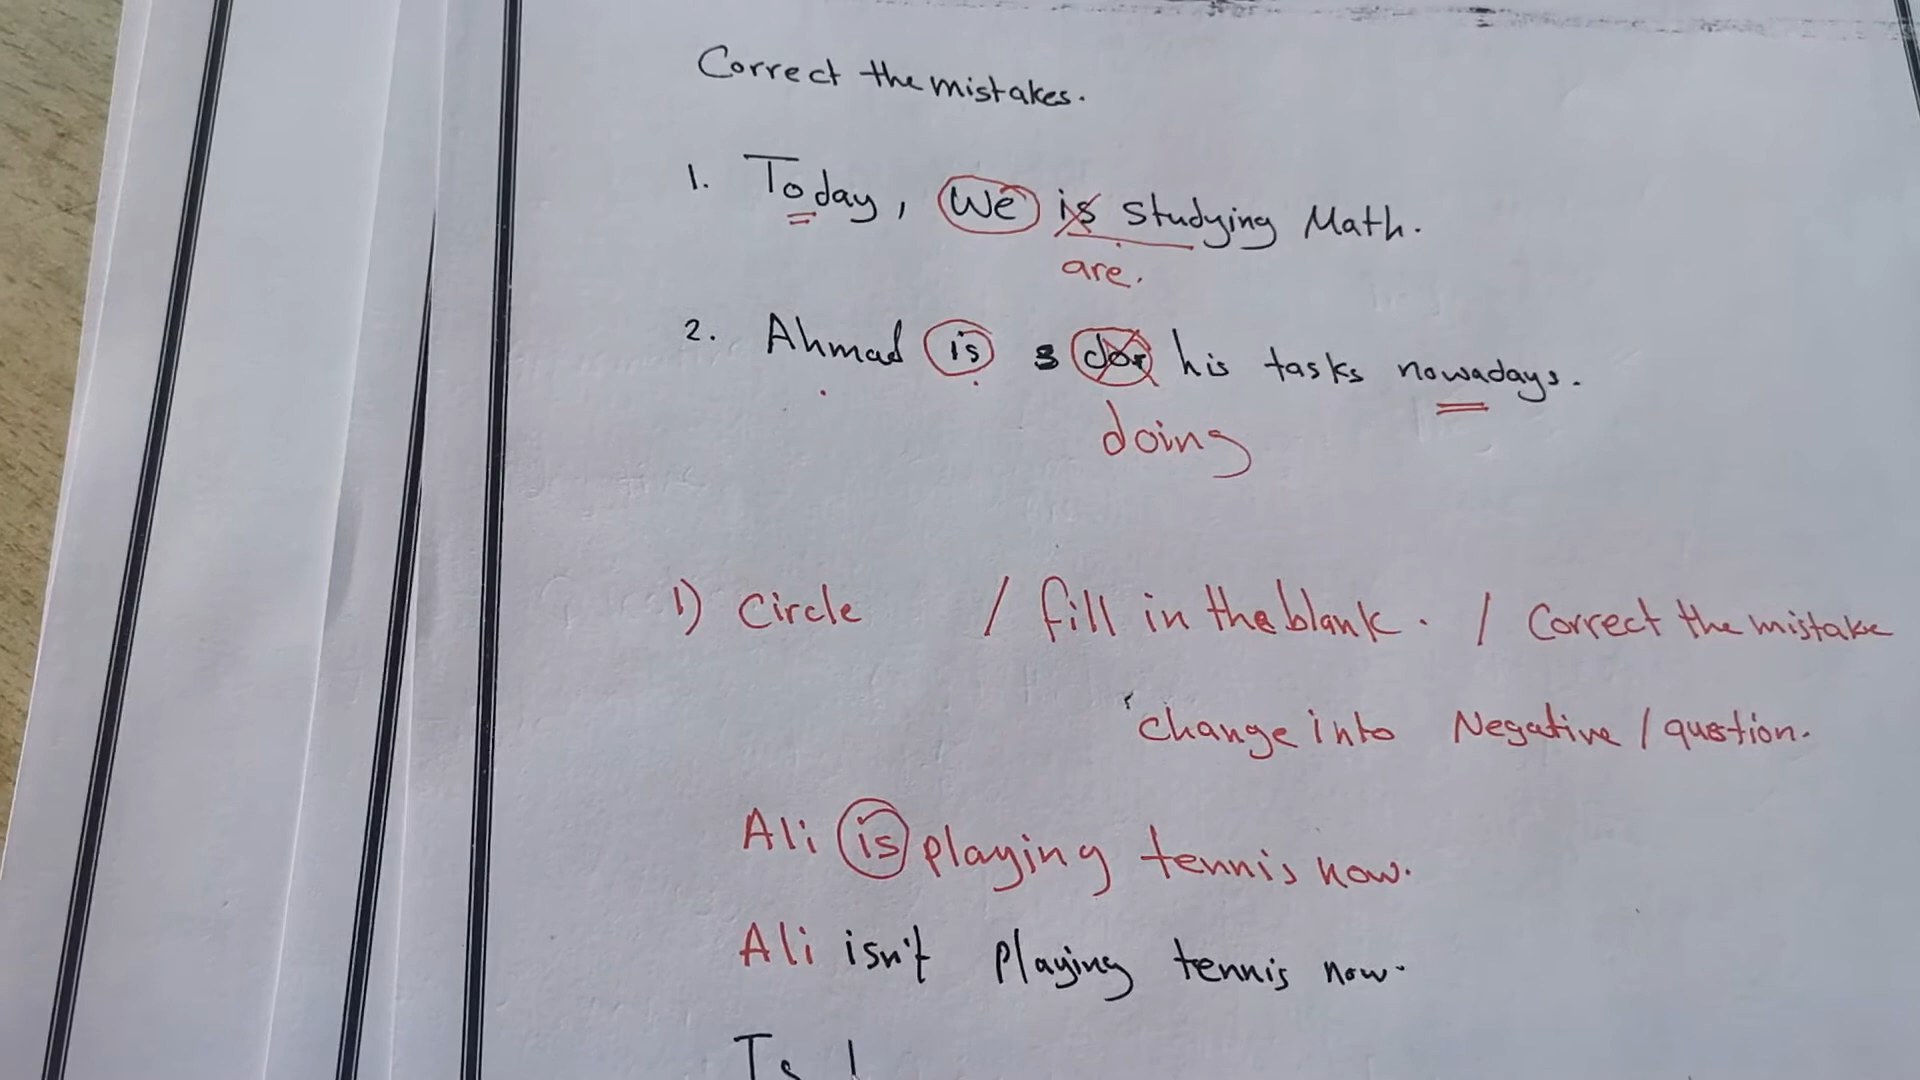 Correct the mistakes.
1. Today, We is studying Math.
are.
2. Ahmad is his tasks nowadays.
doing
1) Circle / fill in the blank. / Correct the mistake
change into Negative / qustion.
Ali is playing tennis now.
Ali isn't playing tennis now.